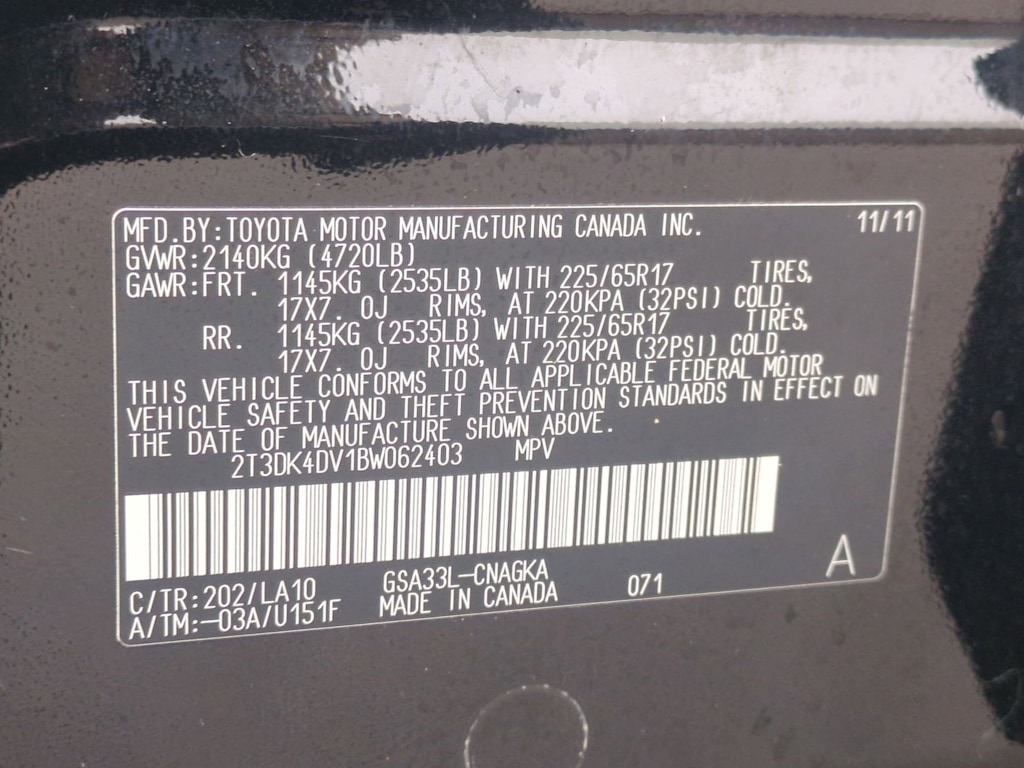 MFD.BY:TOYOTA MOTOR MANUFACTURING CANADA INC. 11/11
GVWR:2140KG (4720LB)
GAWR:FRT. 1145KG (2535LB) WITH 225/65R17 TIRES,
17X7.0J RIMS, AT 220KPA (32PSI) COLD.
RR. 1145KG (2535LB) WITH 225/65R17 TIRES,
17X7.0J RIMS, AT 220KPA (32PSI) COLD.
THIS VEHICLE CONFORMS TO ALL APPLICABLE FEDERAL MOTOR
VEHICLE SAFETY AND THEFT PREVENTION STANDARDS IN EFFECT ON
THE DATE OF MANUFACTURE SHOWN ABOVE.
2T3DK4DV1BW062403 MPV
C/TR:202/LA10 GSA33L-CNAGKA 071 A
A/TM:-03A/U151F MADE IN CANADA